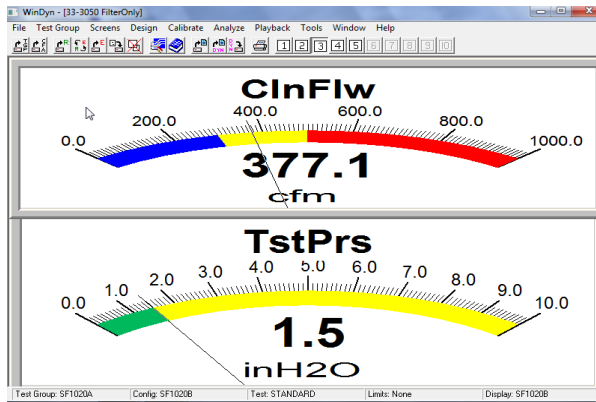 WinDyn - [33-3050 FilterOnly]
File Test Group Screens Design Calibrate Analyze Playback Tools Window Help
1 2 3 4 5 6 7 8 9 10
ClnFlw
0.0 200.0 400.0 600.0 800.0 1000.0
377.1
cfm
TstPrs
0.0 1.0 2.0 3.0 4.0 5.0 6.0 7.0 8.0 9.0 10.0
1.5
inH2O
Test Group: SF1020A Config: SF1020B Test: STANDARD Limits: None Display: SF1020B